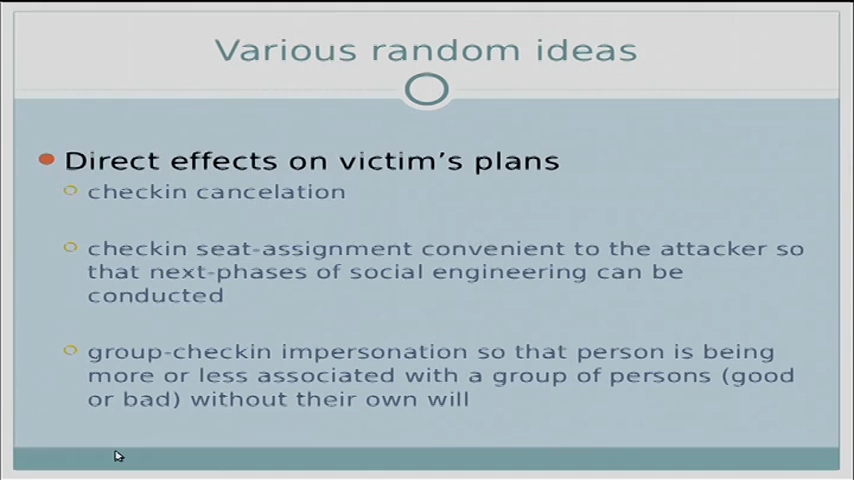 Various random ideas
Direct effects on victim's plans
checkin cancelation
checkin seat-assignment convenient to the attacker so
that next-phases of social engineering can be
conducted
group-checkin impersonation so that person is being
more or less associated with a group of persons (good
or bad) without their own will